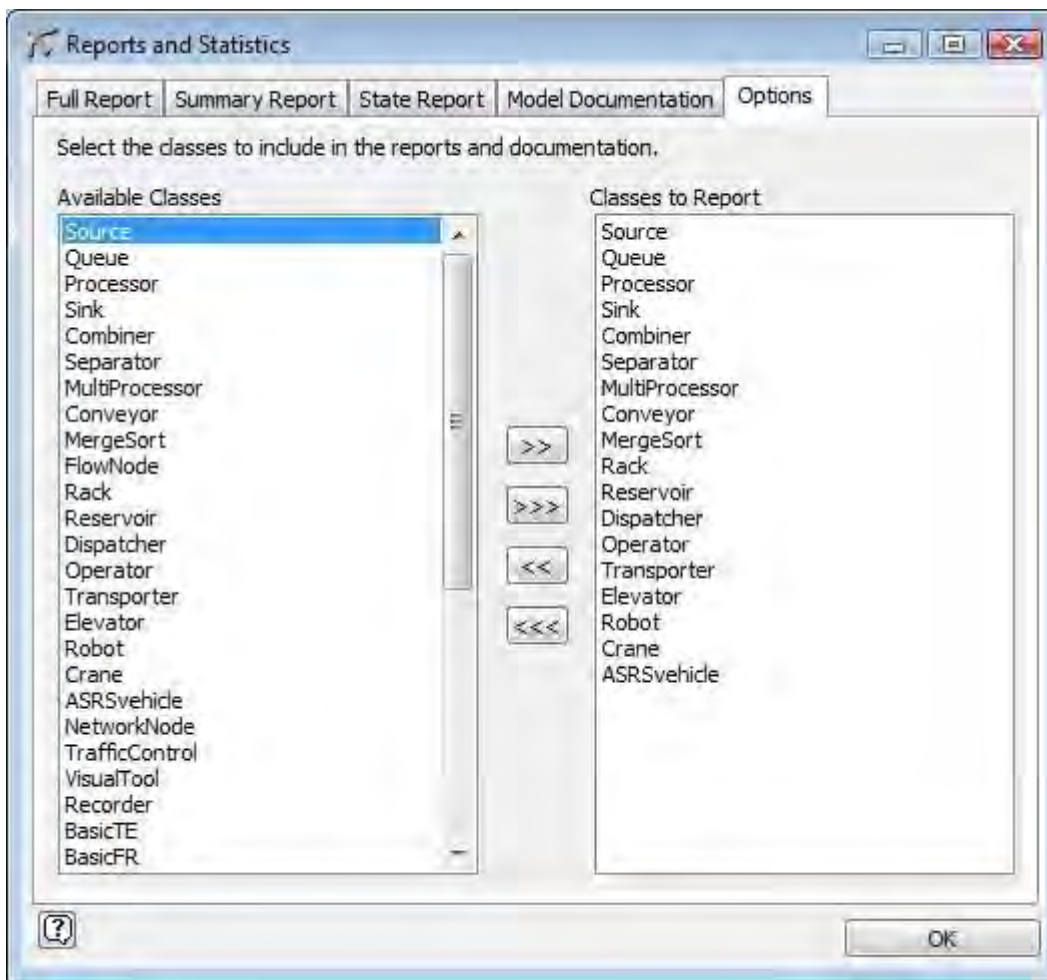 Reports and Statistics
Full Report Summary Report State Report Model Documentation Options
Select the classes to include in the reports and documentation.
Available Classes
Source
Queue
Processor
Sink
Combiner
Separator
MultiProcessor
Conveyor
MergeSort
FlowNode
Rack
Reservoir
Dispatcher
Operator
Transporter
Elevator
Robot
Crane
ASRSvehicle
NetworkNode
TrafficControl
VisualTool
Recorder
BasicTE
BasicFR
>>
>>>
<<
<<<
Classes to Report
Source
Queue
Processor
Sink
Combiner
Separator
MultiProcessor
Conveyor
MergeSort
Rack
Reservoir
Dispatcher
Operator
Transporter
Elevator
Robot
Crane
ASRSvehicle
?
OK